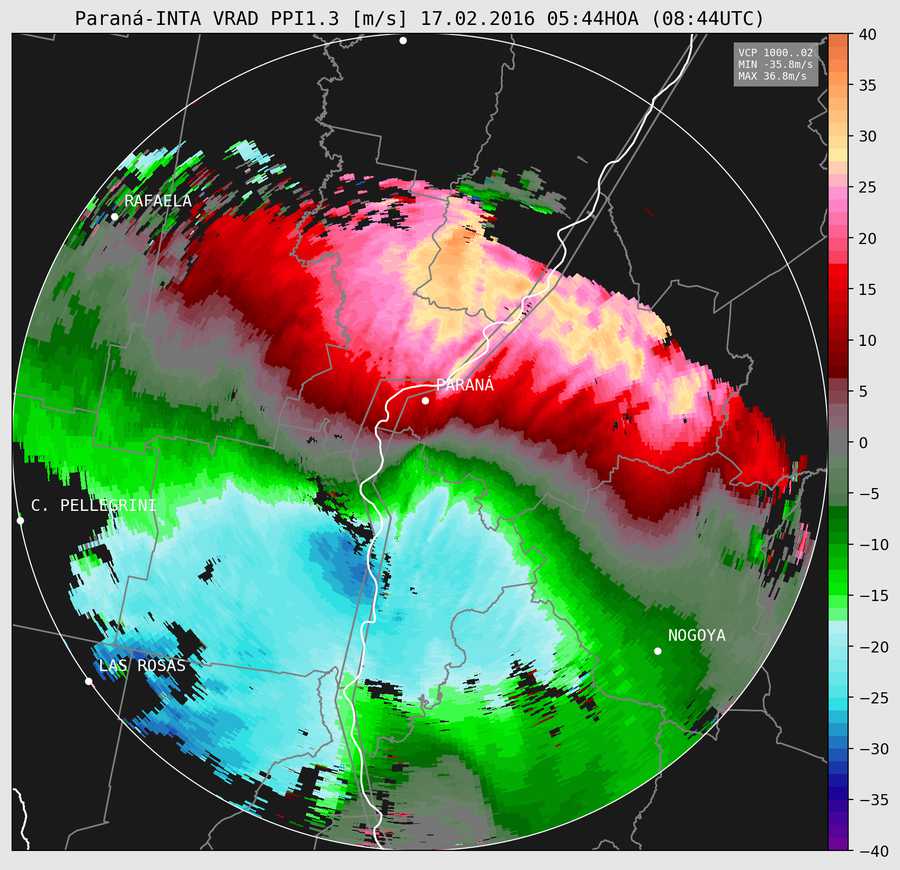 Paraná-INTA VRAD PPI1.3 [m/s] 17.02.2016 05:44HOA (08:44UTC)
VCP 1000..02
MIN -35.8m/s
MAX 36.8m/s
RAFAELA
PARANÁ
C. PELLEGRINI
NOGOYA
LAS ROSAS
40
35
30
25
20
15
10
5
0
−5
−10
−15
−20
−25
−30
−35
−40